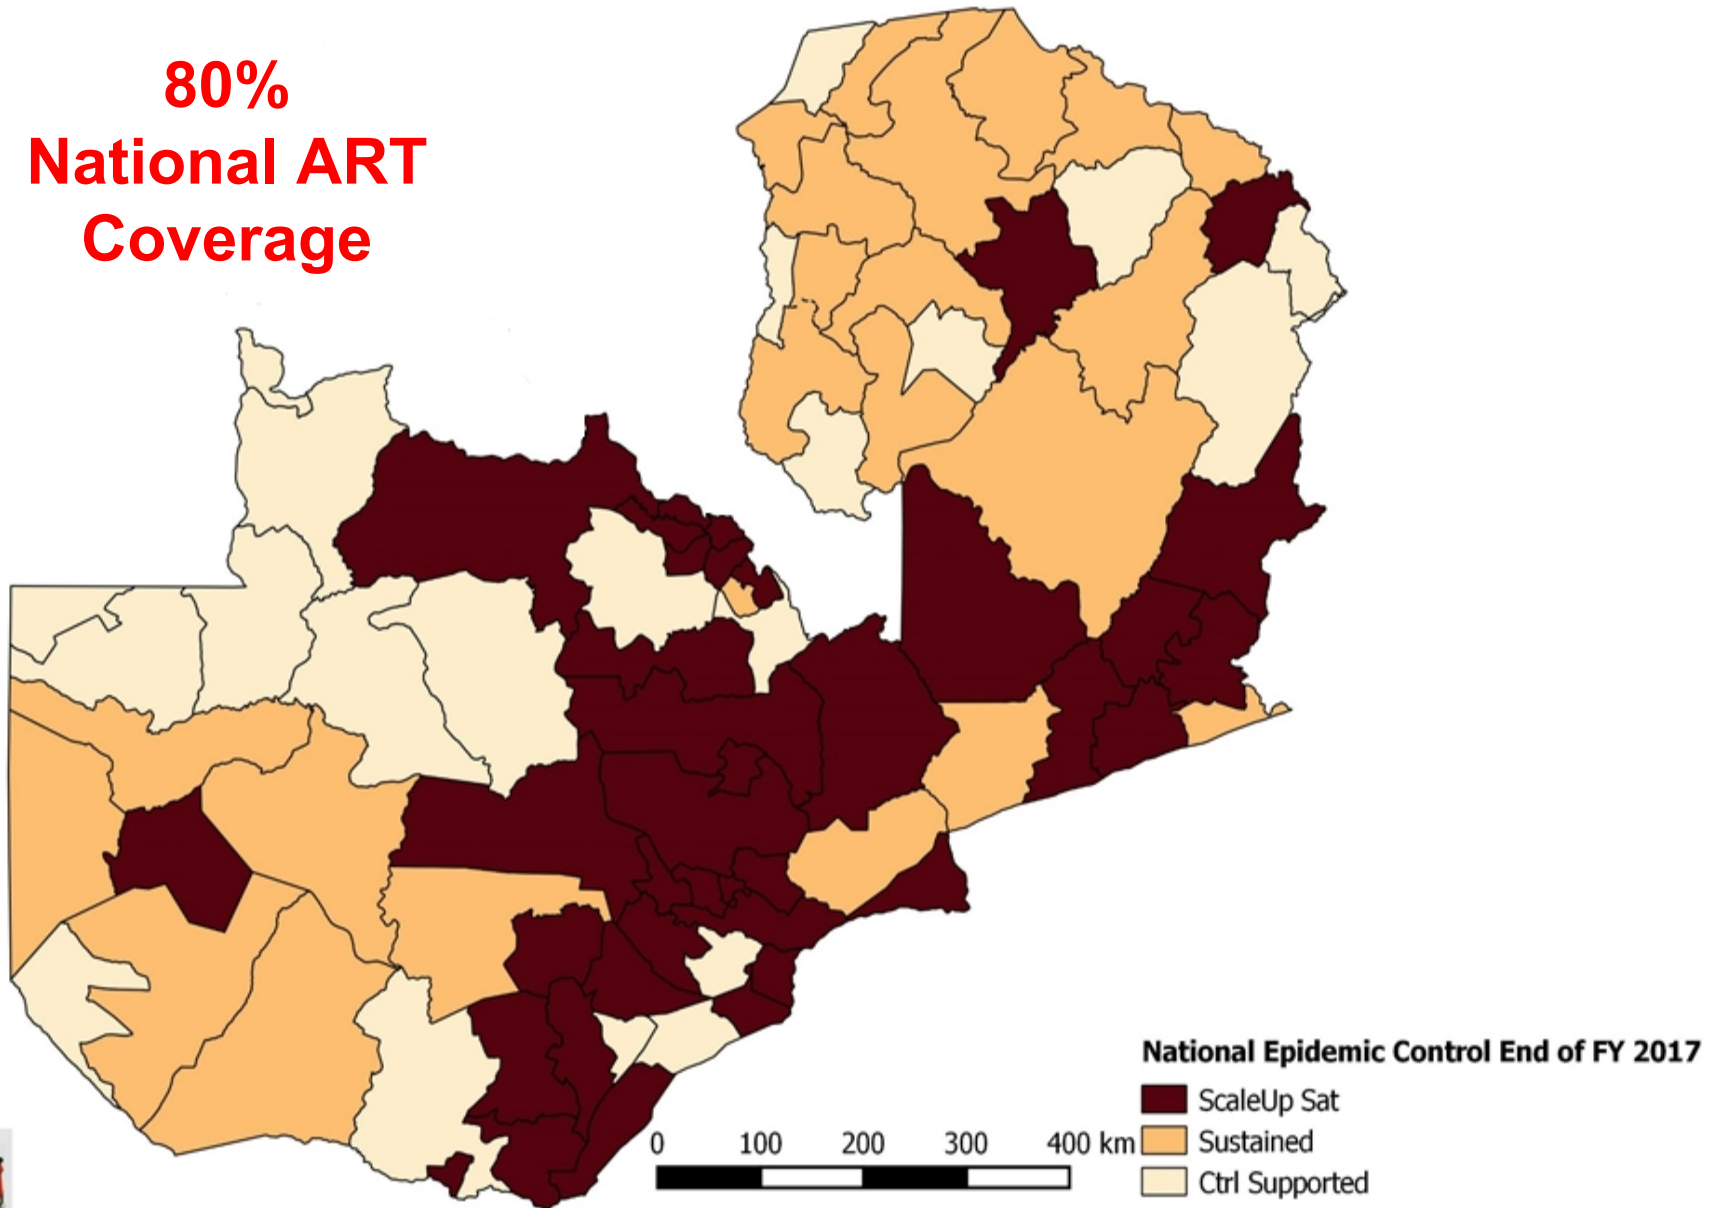 80%
National ART
Coverage
National Epidemic Control End of FY 2017
ScaleUp Sat
Sustained
Ctrl Supported
0 100 200 300 400 km